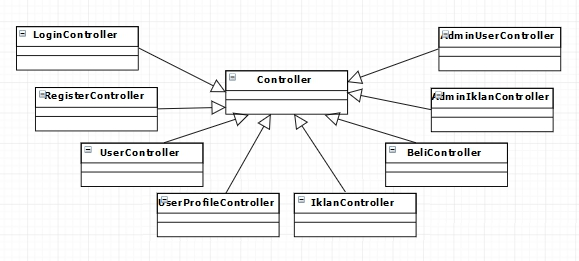 LoginController
AdminUserController
Controller
RegisterController
AdminIklanController
UserController
BeliController
UserProfileController
IklanController